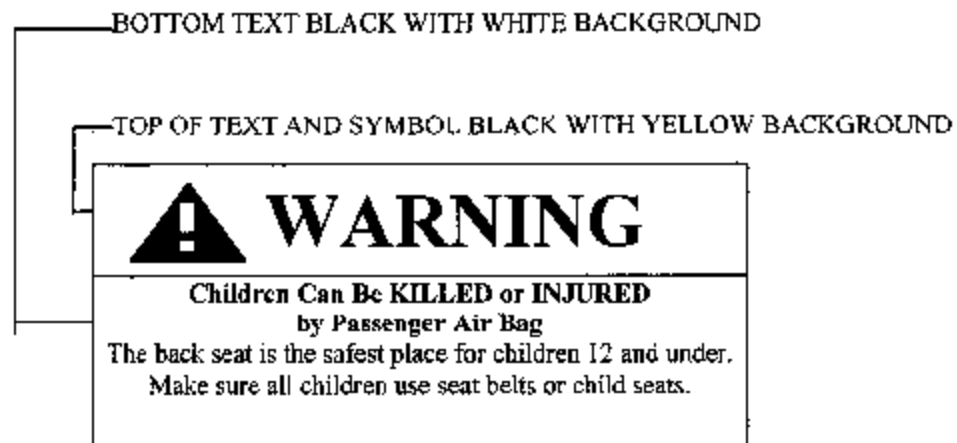 BOTTOM TEXT BLACK WITH WHITE BACKGROUND
TOP OF TEXT AND SYMBOL BLACK WITH YELLOW BACKGROUND
WARNING
Children Can Be KILLED or INJURED
by Passenger Air Bag
The back seat is the safest place for children 12 and under.
Make sure all children use seat belts or child seats.